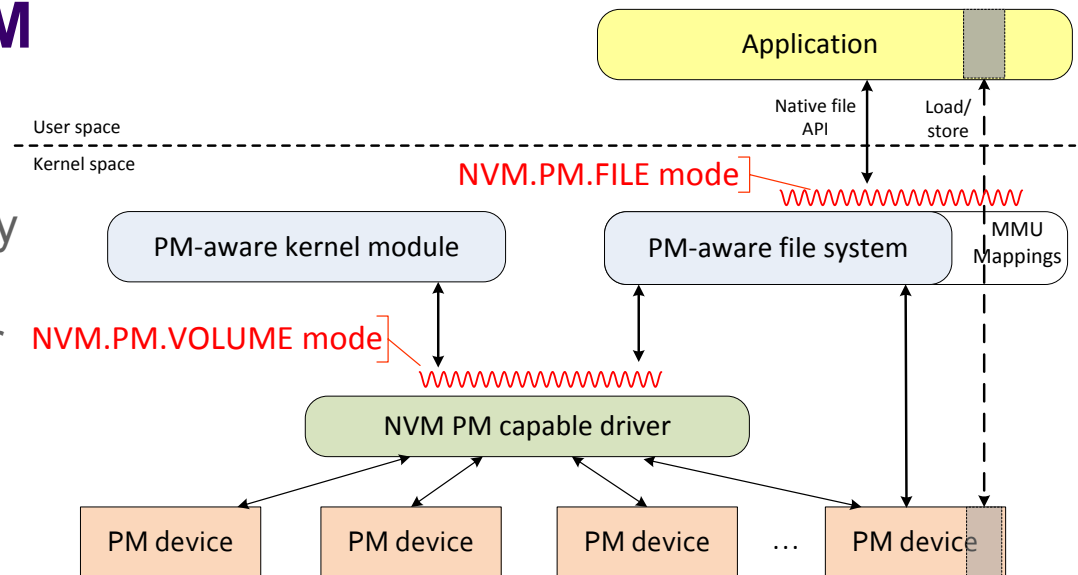 M
Application
Native file
API
Load/
store
User space
Kernel space
NVM.PM.FILE mode
y
PM-aware kernel module
PM-aware file system
MMU
Mappings
r
NVM.PM.VOLUME mode
NVM PM capable driver
PM device
PM device
PM device
...
PM device